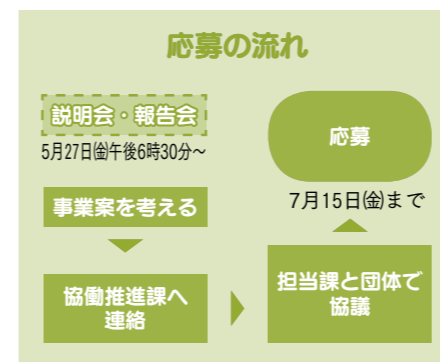 応募の流れ
説明会・報告会
5月27日㈮午後6時30分～
事業案を考える
協働推進課へ
連絡
担当課と団体で
協議
応募
7月15日㈮まで